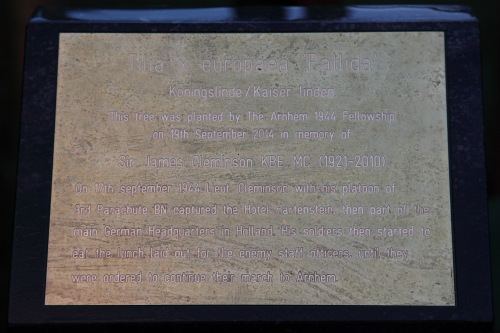 Tilia x europaea 'Pallida'
Koningslinde/Kaiser linden
This tree was planted by The Arnhem 1944 Fellowship
on 19th September 2014 in memory of
Sir James Cleminson KBE MC (1921-2010)
On 17th september 1944 Lieut. Cleminson with his platoon of
3rd Parachute BN captured the Hotel Hartenstein, then part of the
main German Headquarters in Holland. His soldiers then started to
eat the lunch laid out for the enemy staff officers, until they
were ordered to continue their march to Arnhem.